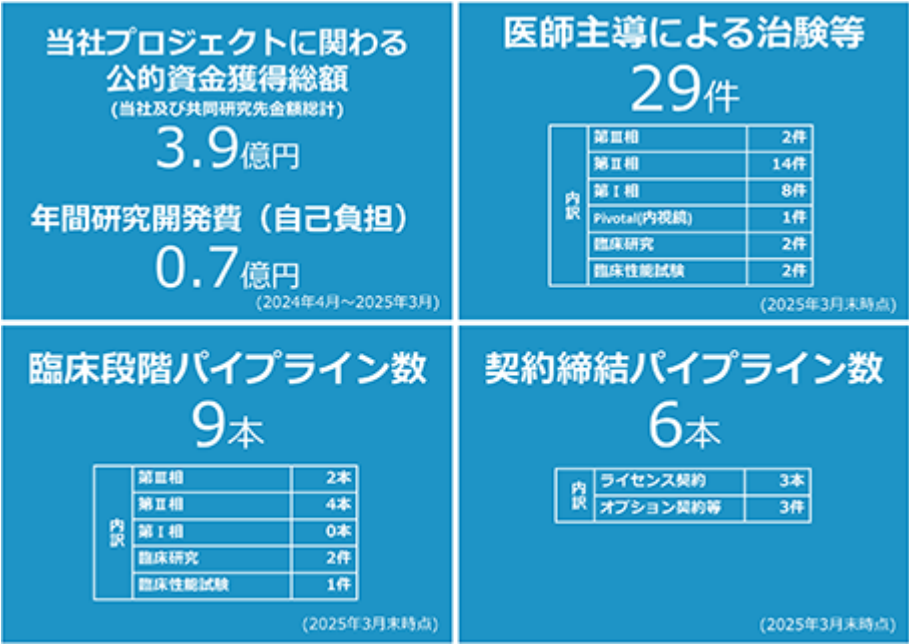 当社プロジェクトに関わる
公的資金獲得総額
(当社及び共同研究先金額総計)
3.9億円
年間研究開発費（自己負担）
0.7億円
(2024年4月～2025年3月)
医師主導による治験等
29件
内訳
第Ⅲ相 2件
第Ⅱ相 14件
第Ⅰ相 8件
Pivotal(内視鏡) 1件
臨床研究 2件
臨床性能試験 2件
(2025年3月末時点)
臨床段階パイプライン数
9本
内訳
第Ⅲ相 2本
第Ⅱ相 4本
第Ⅰ相 0本
臨床研究 2件
臨床性能試験 1件
(2025年3月末時点)
契約締結パイプライン数
6本
内訳
ライセンス契約 3本
オプション契約等 3件
(2025年3月末時点)